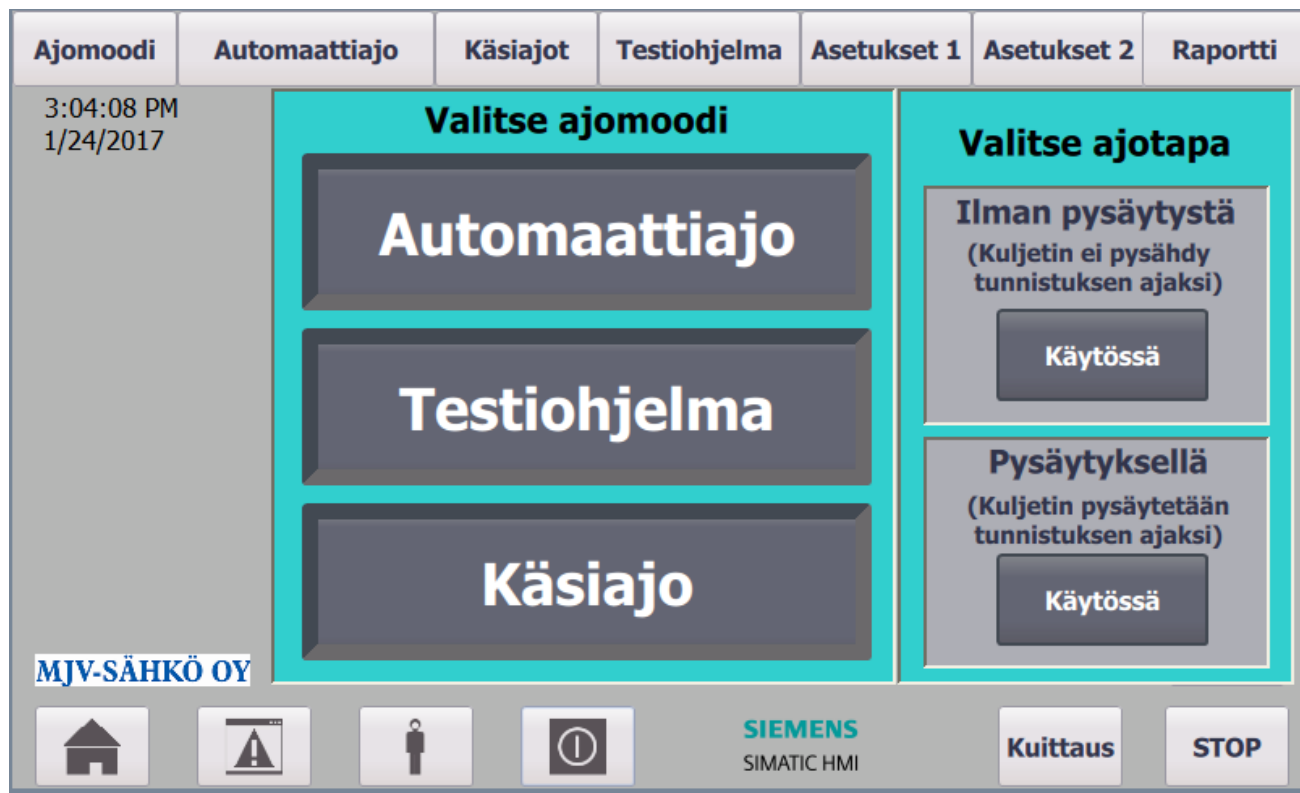 Ajomoodi Automaattiajo Käsiajot Testiohjelma Asetukset 1 Asetukset 2 Raportti
3:04:08 PM
1/24/2017
Valitse ajomoodi
Automaattiajo
Testiohjelma
Käsiajo
Valitse ajotapa
Ilman pysäytystä
(Kuljetin ei pysähdy
tunnistuksen ajaksi)
Käytössä
Pysäytyksellä
(Kuljetin pysäytetään
tunnistuksen ajaksi)
Käytössä
MJV-SÄHKÖ OY
SIEMENS
SIMATIC HMI
Kuittaus
STOP